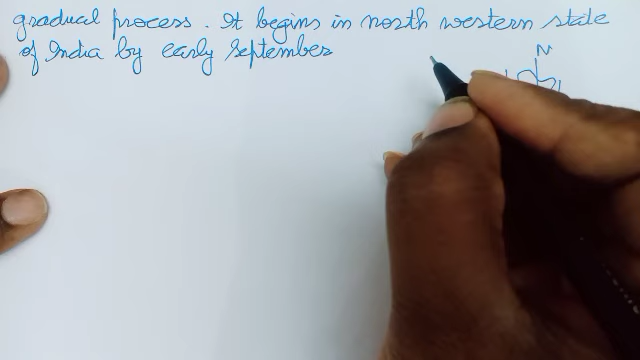 gradual process. It begins in north western state
of India by early September
N